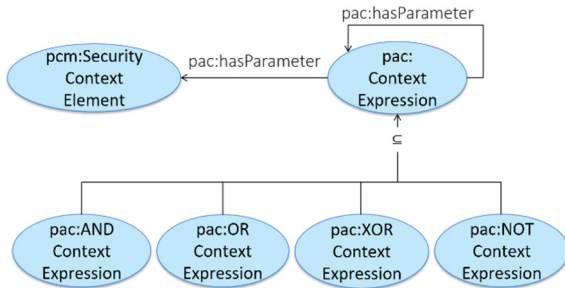 pac:hasParameter
pcm:Security
Context
Element
pac:hasParameter
pac:
Context
Expression
⊆
pac:AND
Context
Expression
pac:OR
Context
Expression
pac:XOR
Context
Expression
pac:NOT
Context
Expression